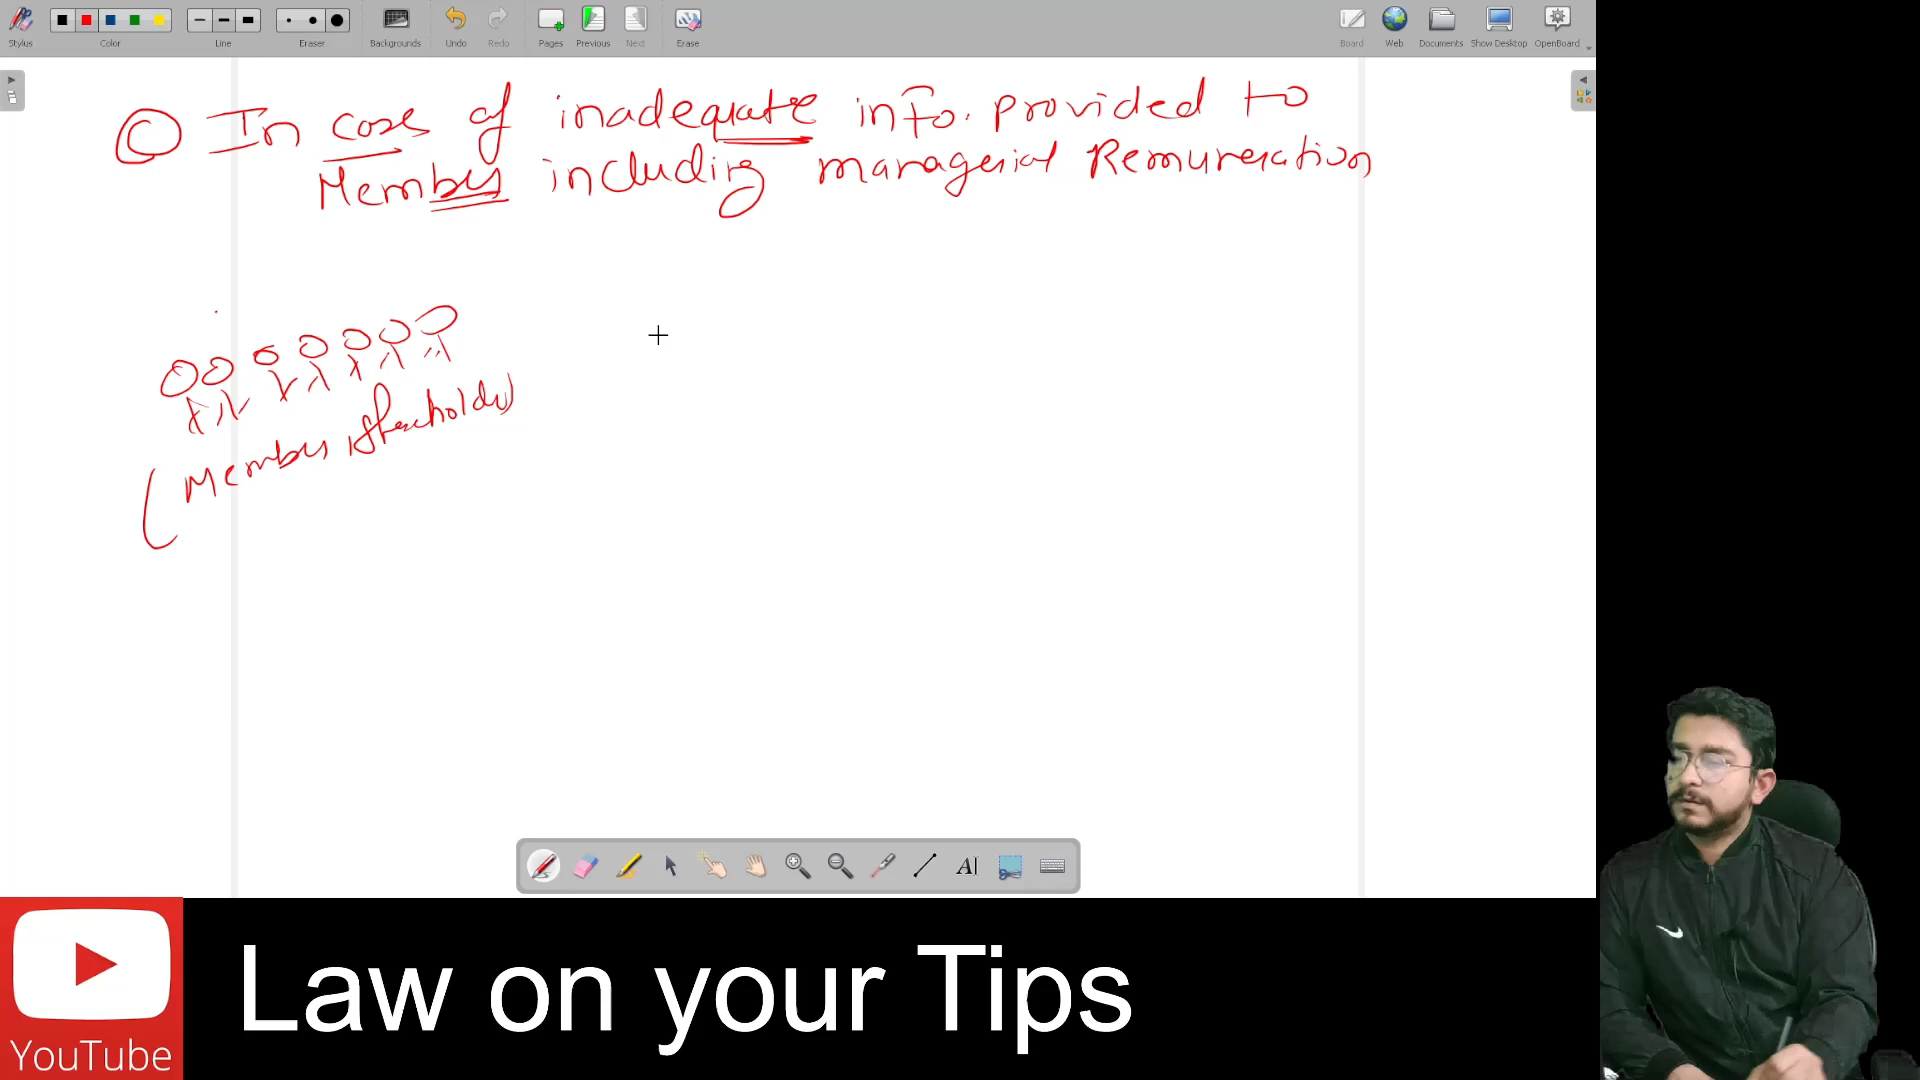 Stylus Color Line Eraser Backgrounds Undo Redo Pages Previous Next Erase Board Web Documents Show Desktop OpenBoard
© In case of inadequate info. provided to
Members including managerial Remuneration
(Members, shareholders)
AI
YouTube
Law on your Tips